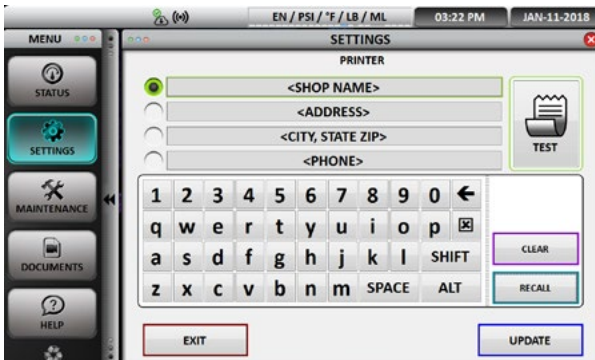 EN / PSI / °F / LB / ML 03:22 PM JAN-11-2018
MENU SETTINGS
PRINTER
STATUS
SETTINGS
MAINTENANCE
DOCUMENTS
HELP
<SHOP NAME>
<ADDRESS>
<CITY, STATE ZIP>
<PHONE>
TEST
1 2 3 4 5 6 7 8 9 0
q w e r t y u i o p
a s d f g h j k l SHIFT
z x c v b n m SPACE ALT
CLEAR
RECALL
EXIT UPDATE